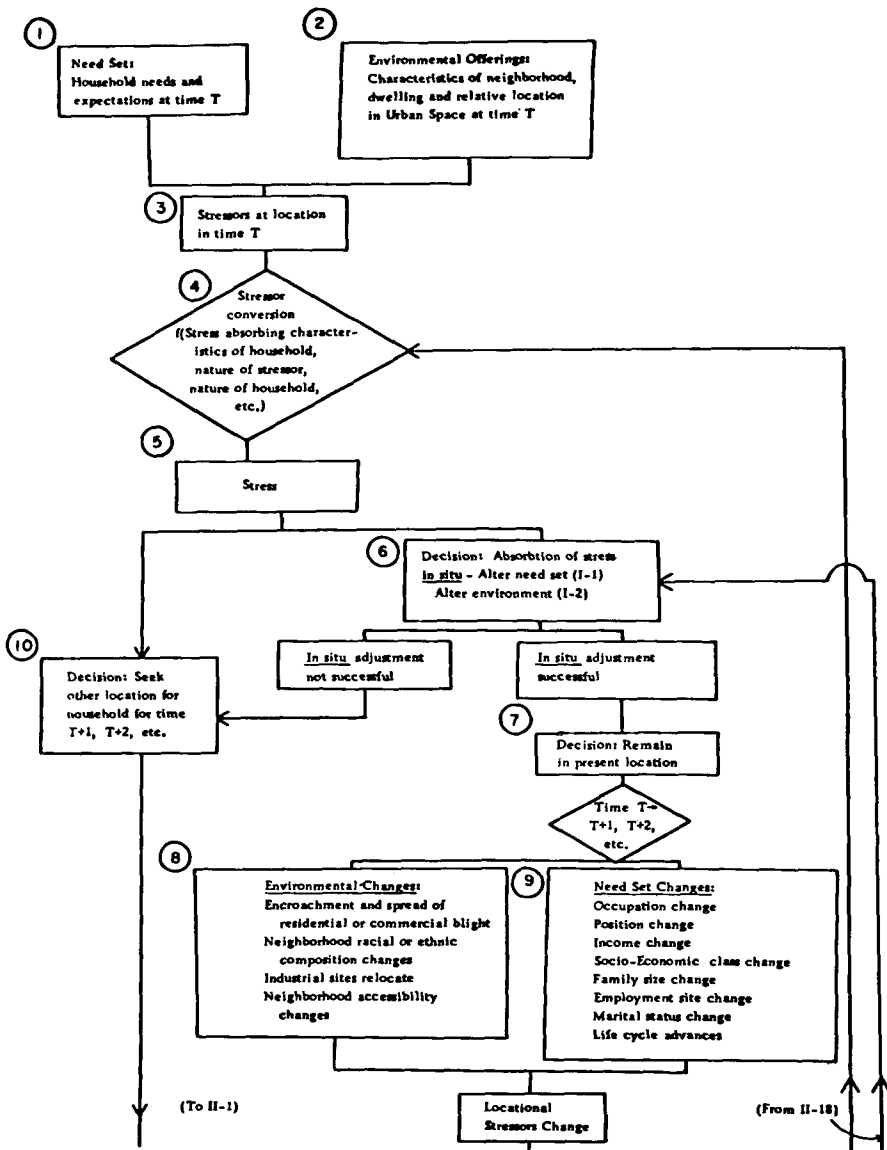 1
Need Set:
Household needs and
expectations at time T
2
Environmental Offerings:
Characteristics of neighborhood,
dwelling and relative location
in Urban Space at time T
3
Stressors at location
in time T
4
Stressor
conversion
f(Stress absorbing character-
istics of household,
nature of stressor,
nature of household,
etc.)
5
Stress
6
Decision: Absorbtion of stress
In situ - Alter need set (I-1)
Alter environment (I-2)
10
Decision: Seek
other location for
household for time
T+1, T+2, etc.
In situ adjustment
not successful
In situ adjustment
successful
7
Decision: Remain
in present location
Time T→
T+1, T+2,
etc.
8
Environmental Changes:
Encroachment and spread of
residential or commercial blight
Neighborhood racial or ethnic
composition changes
Industrial sites relocate
Neighborhood accessibility
changes
9
Need Set Changes:
Occupation change
Position change
Income change
Socio-Economic class change
Family size change
Employment site change
Marital status change
Life cycle advances
(To II-1)
Locational
Stressors Change
(From II-18)